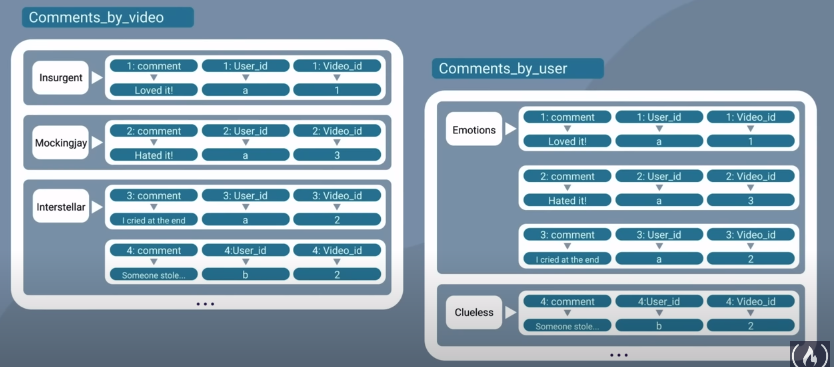 Comments_by_video
Insurgent
1: comment 1: User_id 1: Video_id
Loved it! a 1
Mockingjay
2: comment 2: User_id 2: Video_id
Hated it! a 3
Interstellar
3: comment 3: User_id 3: Video_id
I cried at the end a 2
4: comment 4:User_id 4: Video_id
Someone stole... b 2
...
Comments_by_user
Emotions
1: comment 1: User_id 1: Video_id
Loved it! a 1
2: comment 2: User_id 2: Video_id
Hated it! a 3
3: comment 3: User_id 3: Video_id
I cried at the end a 2
Clueless
4: comment 4:User_id 4: Video_id
Someone stole... b 2
...